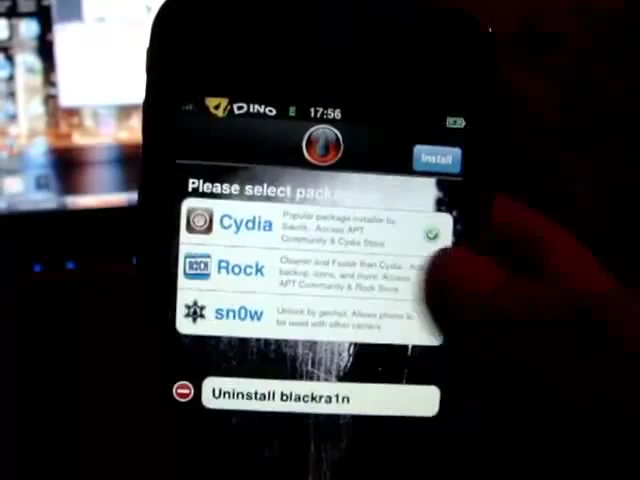 DINO E 17:56
Install
Please select
Cydia
Popular package installer by
Saurik. Access APT
Community & Cydia Store
ROCK
Rock
Cleaner and Faster than Cydia.
backup, icons, and more. Access
APT Community & Rock Store
sn0w
Unlock by geohot. Allows phone to
be used with other carriers
Uninstall blackra1n